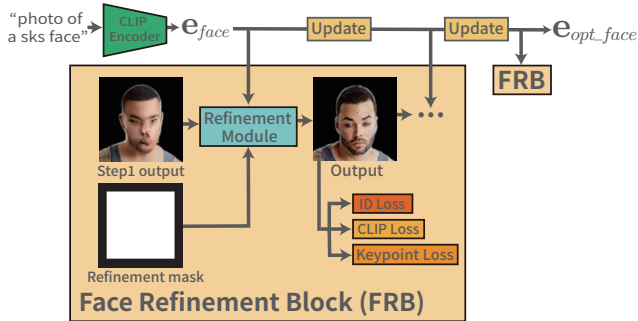 “photo of
a sks face”
CLIP
Encoder
e_face
Update
Update
e_opt_face
FRB
Refinement
Module
Step1 output
Output
...
ID Loss
CLIP Loss
Keypoint Loss
Refinement mask
Face Refinement Block (FRB)